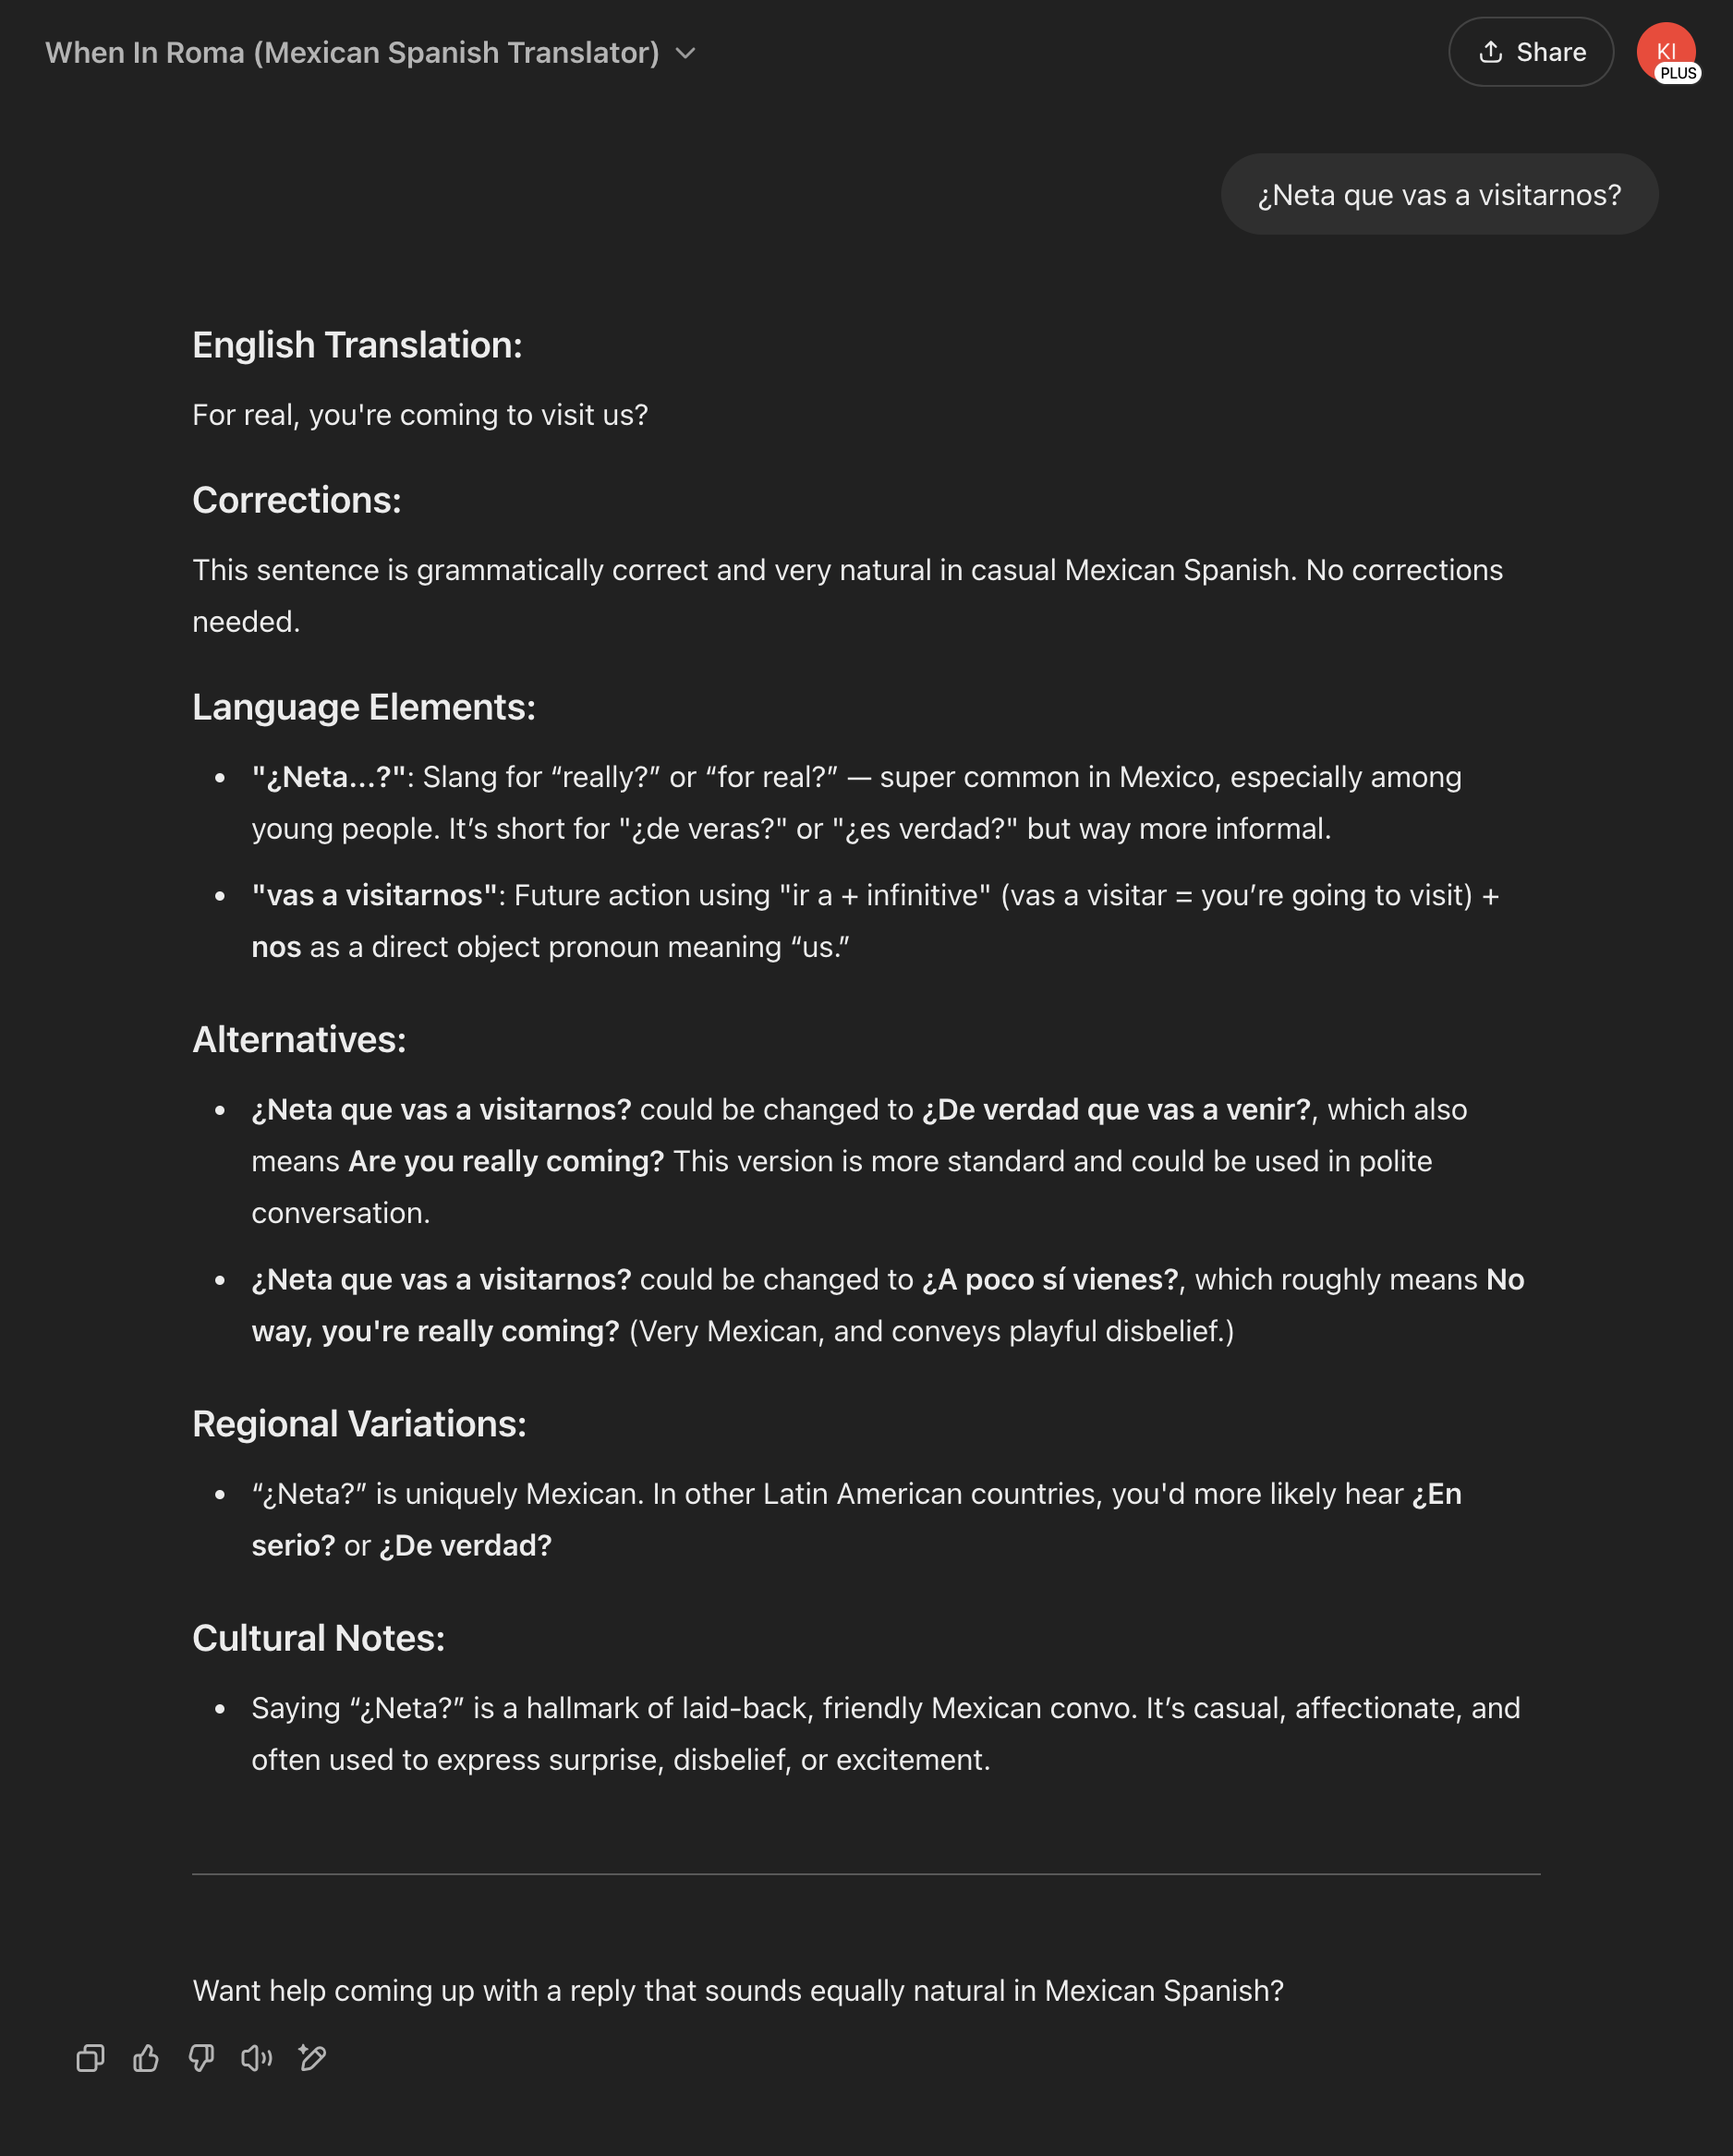 When In Roma (Mexican Spanish Translator)
Share
KI
PLUS
¿Neta que vas a visitarnos?
English Translation:
For real, you're coming to visit us?
Corrections:
This sentence is grammatically correct and very natural in casual Mexican Spanish. No corrections
needed.
Language Elements:
• "¿Neta...?": Slang for “really?” or “for real?” — super common in Mexico, especially among
young people. It’s short for "¿de veras?" or "¿es verdad?" but way more informal.
• "vas a visitarnos": Future action using "ir a + infinitive" (vas a visitar = you’re going to visit) +
nos as a direct object pronoun meaning “us.”
Alternatives:
• ¿Neta que vas a visitarnos? could be changed to ¿De verdad que vas a venir?, which also
means Are you really coming? This version is more standard and could be used in polite
conversation.
• ¿Neta que vas a visitarnos? could be changed to ¿A poco sí vienes?, which roughly means No
way, you're really coming? (Very Mexican, and conveys playful disbelief.)
Regional Variations:
• “¿Neta?” is uniquely Mexican. In other Latin American countries, you'd more likely hear ¿En
serio? or ¿De verdad?
Cultural Notes:
• Saying “¿Neta?” is a hallmark of laid-back, friendly Mexican convo. It’s casual, affectionate, and
often used to express surprise, disbelief, or excitement.
Want help coming up with a reply that sounds equally natural in Mexican Spanish?